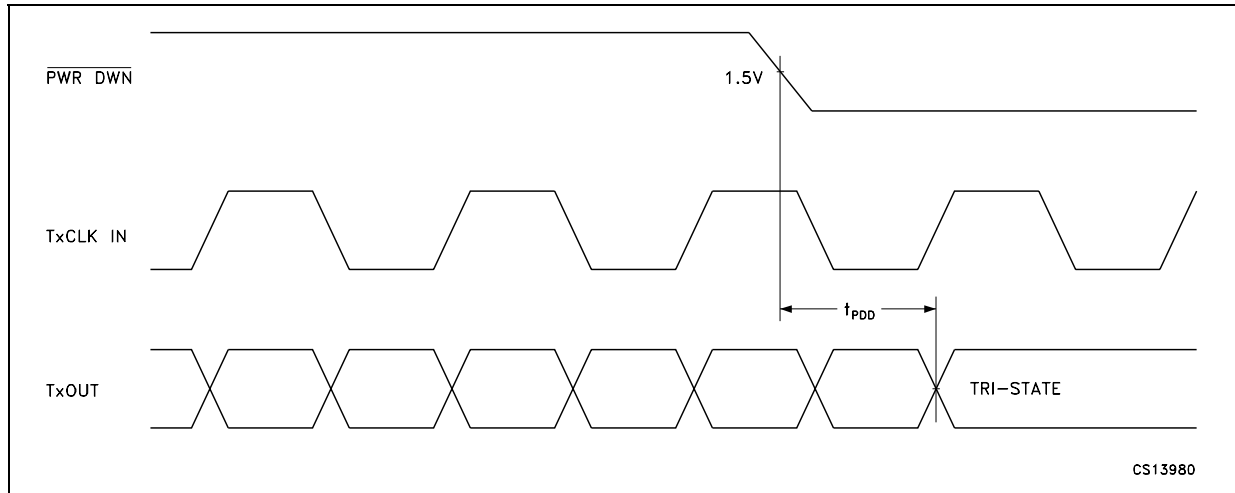 PWR DWN
1.5V
TxCLK IN
tPDD
TxOUT
TRI-STATE
CS13980